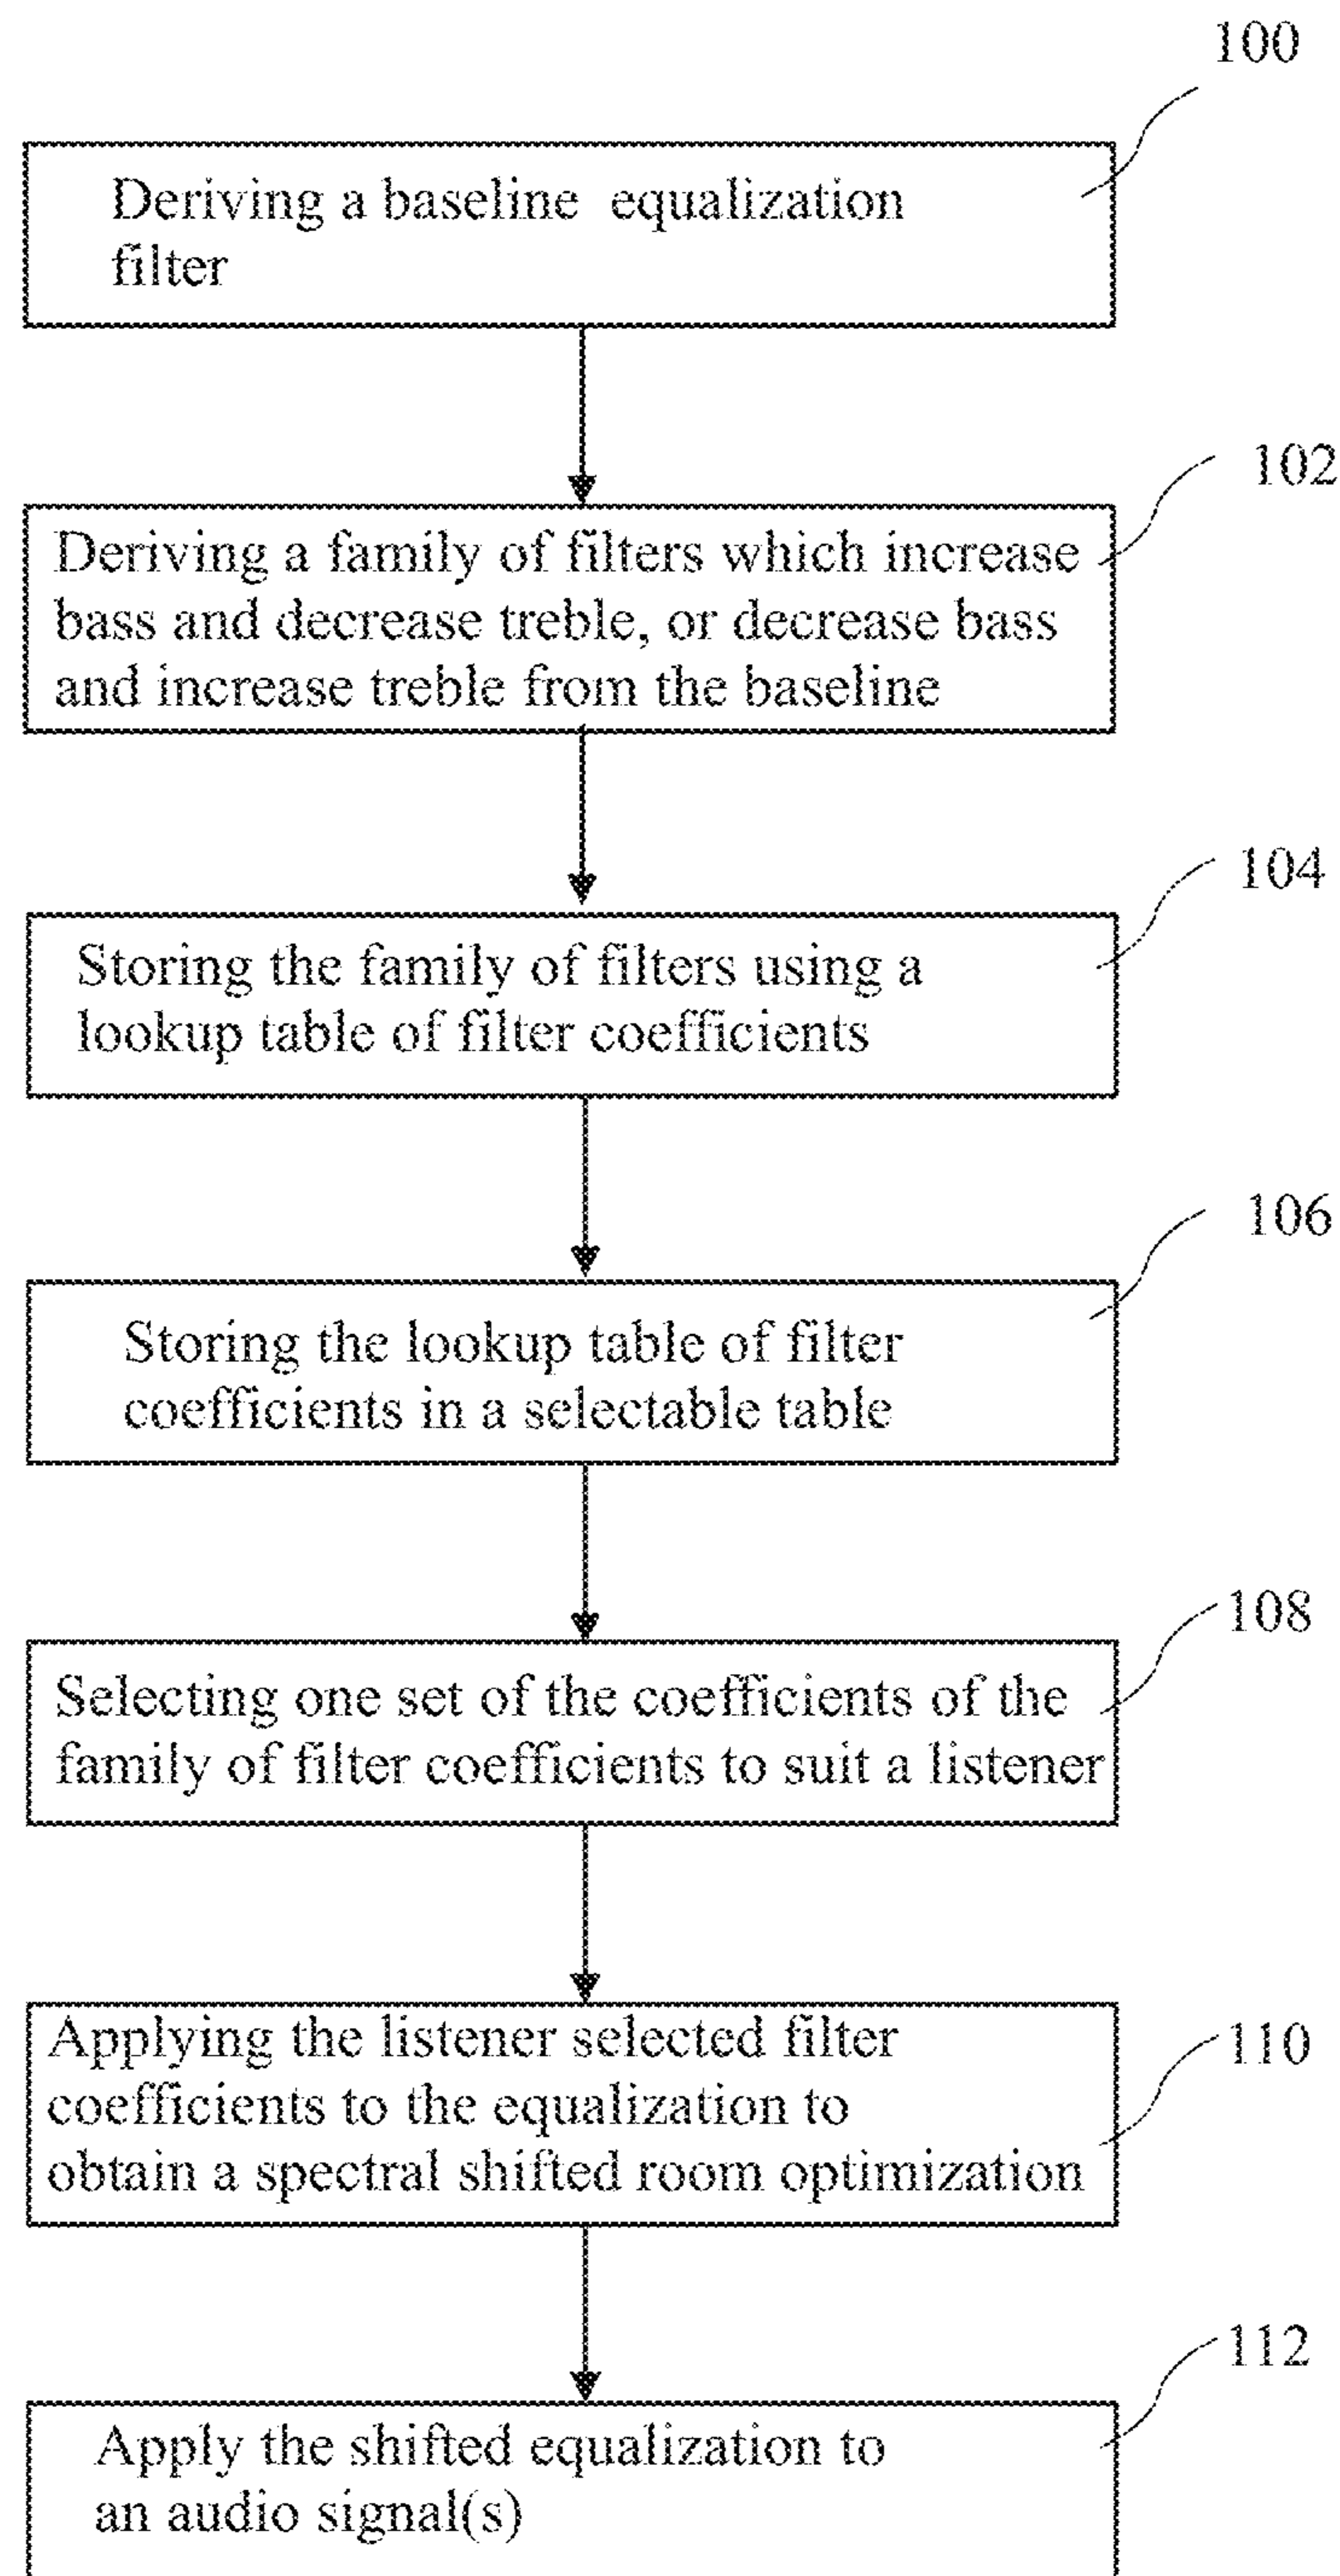 100
Deriving a baseline equalization
filter
102
Deriving a family of filters which increase
bass and decrease treble, or decrease bass
and increase treble from the baseline
104
Storing the family of filters using a
lookup table of filter coefficients
106
Storing the lookup table of filter
coefficients in a selectable table
108
Selecting one set of the coefficients of the
family of filter coefficients to suit a listener
110
Applying the listener selected filter
coefficients to the equalization to
obtain a spectral shifted room optimization
112
Apply the shifted equalization to
an audio signal(s)